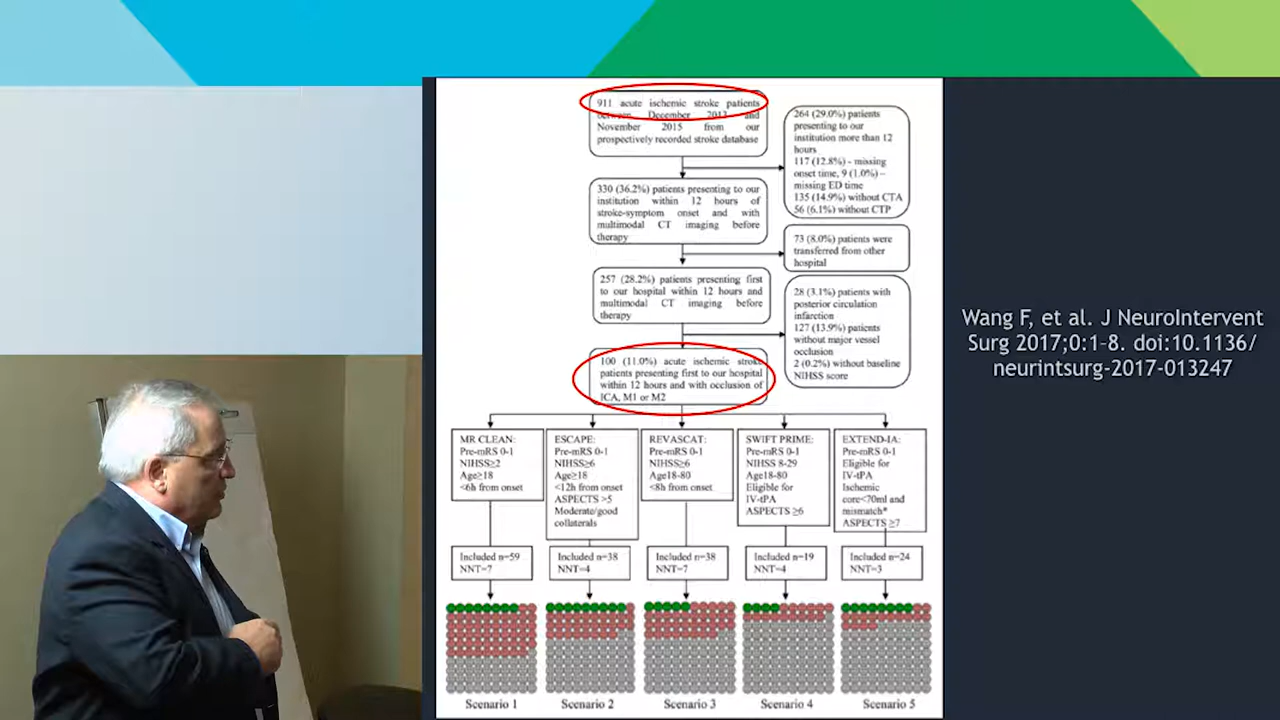 911 acute ischemic stroke patients
between December 2013 and
November 2015 from our
prospectively recorded stroke database
264 (29.0%) patients
presenting to our
institution more than 12
hours
117 (12.8%) - missing
onset time, 9 (1.0%) –
missing ED time
135 (14.9%) without CTA
56 (6.1%) without CTP
330 (36.2%) patients presenting to our
institution within 12 hours of
stroke-symptom onset and with
multimodal CT imaging before
therapy
73 (8.0%) patients were
transferred from other
hospital
257 (28.2%) patients presenting first
to our hospital within 12 hours and
multimodal CT imaging before
therapy
28 (3.1%) patients with
posterior circulation
infarction
127 (13.9%) patients
without major vessel
occlusion
2 (0.2%) without baseline
NIHSS score
100 (11.0%) acute ischemic stroke
patients presenting first to our hospital
within 12 hours and with occlusion of
ICA, M1 or M2
MR CLEAN:
Pre-mRS 0-1
NIHSS≥2
Age≥18
<6h from onset
ESCAPE:
Pre-mRS 0-1
NIHSS≥6
Age≥18
<12h from onset
ASPECTS >5
Moderate/good
collaterals
REVASCAT:
Pre-mRS 0-1
NIHSS≥6
Age18-80
<8h from onset
SWIFT PRIME:
Pre-mRS 0-1
NIHSS 8-29
Age18-80
Eligible for
IV-tPA
ASPECTS ≥6
EXTEND-IA:
Pre-mRS 0-1
Eligible for
IV-tPA
Ischemic
core<70ml and
mismatch*
ASPECTS ≥7
Included n=59
NNT=7
Included n=38
NNT=4
Included n=38
NNT=7
Included n=19
NNT=4
Included n=24
NNT=3
Scenario 1
Scenario 2
Scenario 3
Scenario 4
Scenario 5
Wang F, et al. J NeuroIntervent
Surg 2017;0:1–8. doi:10.1136/
neurintsurg-2017-013247